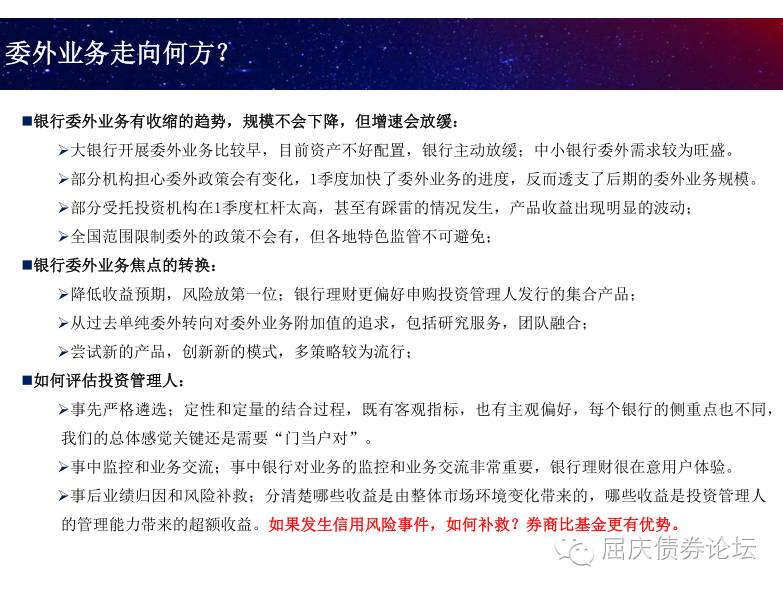 委外业务走向何方？
■银行委外业务有收缩的趋势，规模不会下降，但增速会放缓：
➢大银行开展委外业务比较早，目前资产不好配置，银行主动放缓；中小银行委外需求较为旺盛。
➢部分机构担心委外政策会有变化，1季度加快了委外业务的进度，反而透支了后期的委外业务规模。
➢部分受托投资机构在1季度杠杆太高，甚至有踩雷的情况发生，产品收益出现明显的波动；
➢全国范围限制委外的政策不会有，但各地特色监管不可避免；
■银行委外业务焦点的转换：
➢降低收益预期，风险放第一位；银行理财更偏好申购投资管理人发行的集合产品；
➢从过去单纯委外转向对委外业务附加值的追求，包括研究服务，团队融合；
➢尝试新的产品，创新新的模式，多策略较为流行；
■如何评估投资管理人：
➢事先严格遴选；定性和定量的结合过程，既有客观指标，也有主观偏好，每个银行的侧重点也不同，
我们的总体感觉关键还是需要“门当户对”。
➢事中监控和业务交流；事中银行对业务的监控和业务交流非常重要，银行理财很在意用户体验。
➢事后业绩归因和风险补救；分清楚哪些收益是由整体市场环境变化带来的，哪些收益是投资管理人
的管理能力带来的超额收益。如果发生信用风险事件，如何补救？券商比基金更有优势。
屈庆债券论坛